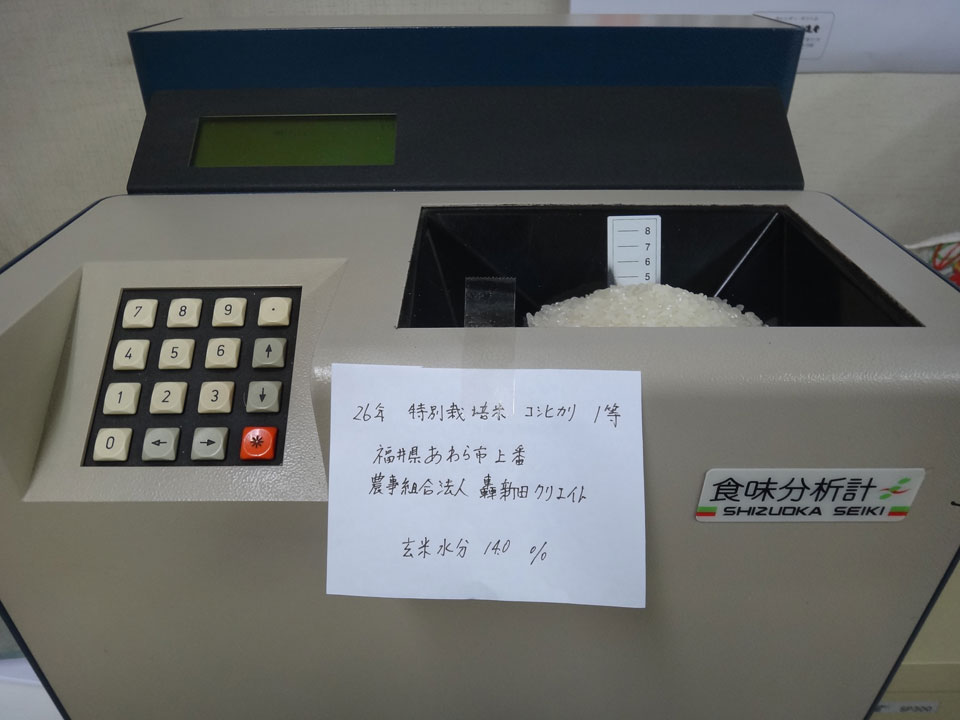 8
7
6
5
7 8 9 .
4 5 6 ↑
1 2 3 ↓
0 ← → *
26年 特別栽培米 コシヒカリ 1等
福井県あわら市上番
農事組合法人 轟新田クリエイト
玄米水分 14.0 %
食味分析計
SHIZUOKA SEIKI
SP300